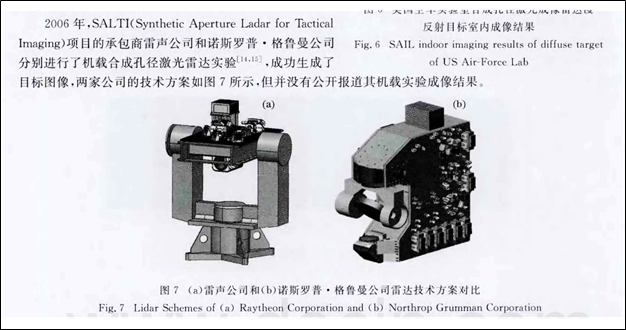 2006 年,SALTI(Synthetic Aperture Ladar for Tactical
Imaging)项目的承包商雷声公司和诺斯罗普·格鲁曼公司
分别进行了机载合成孔径激光雷达实验[14,15],成功生成了
目标图像,两家公司的技术方案如图 7 所示,但并没有公开报道其机载实验成像结果。
反射目标室内成像结果
Fig. 6 SAIL indoor imaging results of diffuse target
of US Air-Force Lab
(a)
(b)
图 7 (a)雷声公司和(b)诺斯罗普·格鲁曼公司雷达技术方案对比
Fig. 7 Lidar Schemes of (a) Raytheon Corporation and (b) Northrop Grumman Corporation